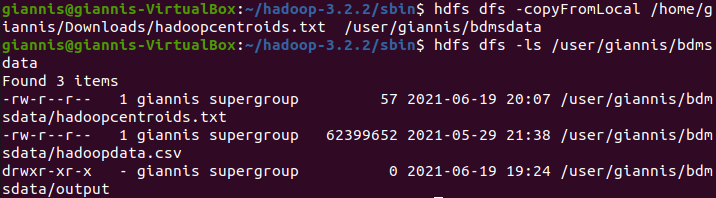 giannis@giannis-VirtualBox:~/hadoop-3.2.2/sbin$ hdfs dfs -copyFromLocal /home/g
iannis/Downloads/hadoopcentroids.txt  /user/giannis/bdmsdata
giannis@giannis-VirtualBox:~/hadoop-3.2.2/sbin$ hdfs dfs -ls /user/giannis/bdms
data
Found 3 items
-rw-r--r--   1 giannis supergroup         57 2021-06-19 20:07 /user/giannis/bdm
sdata/hadoopcentroids.txt
-rw-r--r--   1 giannis supergroup   62399652 2021-05-29 21:38 /user/giannis/bdm
sdata/hadoopdata.csv
drwxr-xr-x   - giannis supergroup          0 2021-06-19 19:24 /user/giannis/bdm
sdata/output